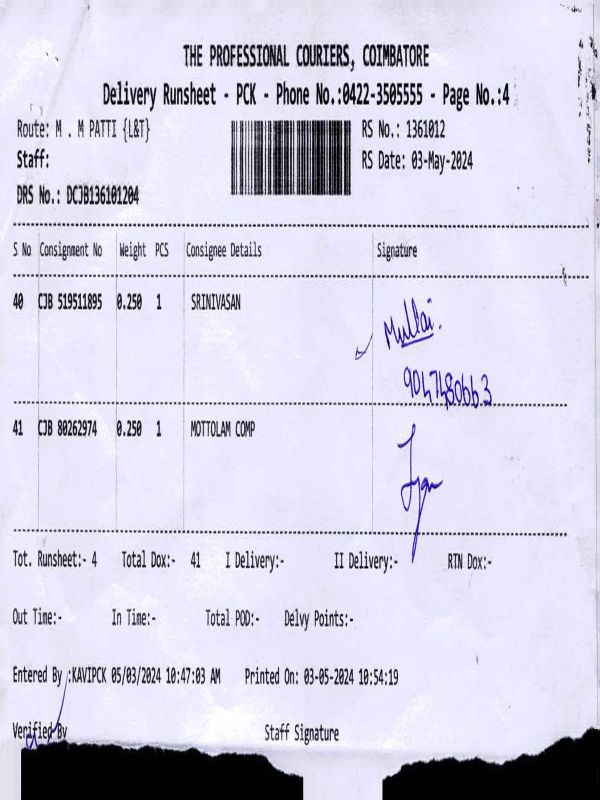 THE PROFESSIONAL COURIERS, COIMBATORE
Delivery Runsheet - PCK - Phone No.:0422-3505555 - Page No.:4
Route: M . M PATTI {L&T}
RS No.: 1361012
Staff:
RS Date: 03-May-2024
DRS No.: DCJB136101204
S No Consignment No Weight PCS Consignee Details Signature
40 CJB 519511895 0.250 1 SRINIVASAN
Mullai.
9047480663
41 CJB 80262974 0.250 1 MOTTOLAM COMP
Tot. Runsheet:- 4 Total Dox:- 41 I Delivery:- II Delivery:- RTN Dox:-
Out Time:- In Time:- Total POD:- Delvy Points:-
Entered By :KAVIPCK 05/03/2024 10:47:03 AM Printed On: 03-05-2024 10:54:19
Verified By Staff Signature